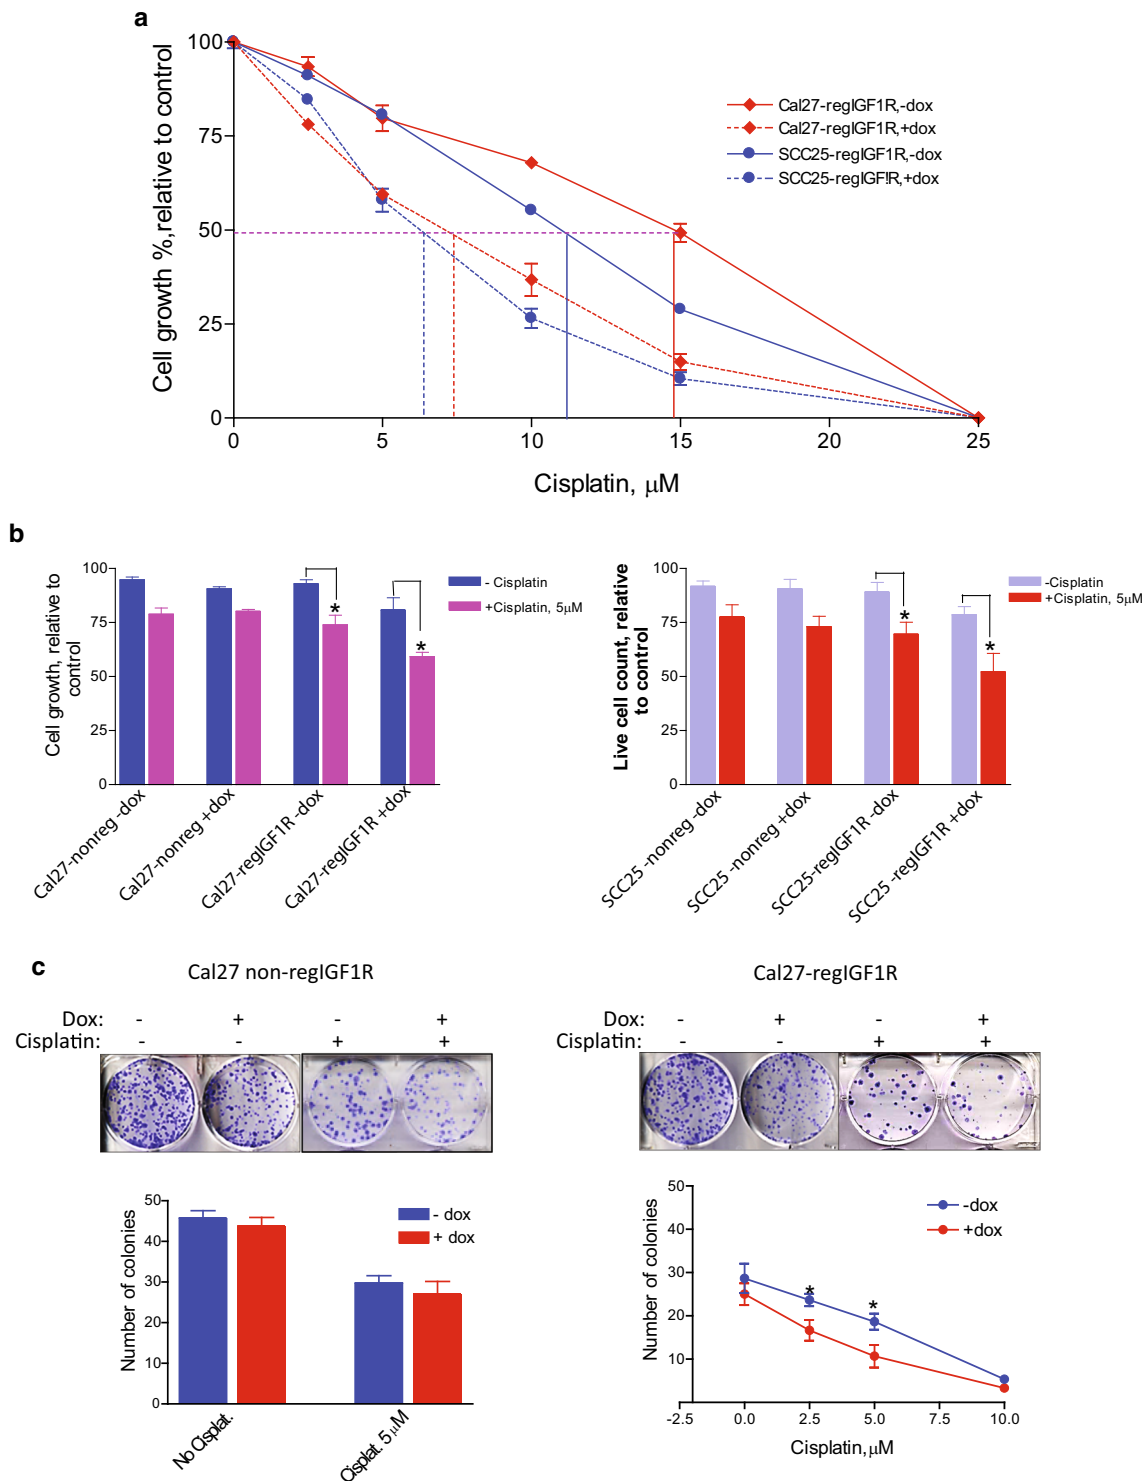 a
Cell growth %,relative to control
100
75
50
25
0
0 5 10 15 20 25
Cisplatin, μM
Cal27-regIGF1R,-dox
Cal27-regIGF1R,+dox
SCC25-regIGF1R,-dox
SCC25-regIGF!R,+dox
b
Cell growth, relative to
control
100
75
50
25
0
- Cisplatin
+Cisplatin, 5μM
* *
Cal27-nonreg -dox
Cal27-nonreg +dox
Cal27-regIGF1R -dox
Cal27-regIGF1R +dox
Live cell count, relative
to control
100
75
50
25
0
-Cisplatin
+Cisplatin, 5μM
* *
SCC25 -nonreg -dox
SCC25 -nonreg +dox
SCC25-regIGF1R -dox
SCC25 -regIGF1R +dox
c
Cal27 non-regIGF1R
Dox: - + - +
Cisplatin: - - + +
Number of colonies
50
40
30
20
10
0
- dox
+ dox
No Cisplat.
Cisplat. 5 μM
Cal27-regIGF1R
Dox: - + - +
Cisplatin: - - + +
Number of colonies
50
40
30
20
10
-dox
+dox
* *
-2.5 0.0 2.5 5.0 7.5 10.0
Cisplatin,μM